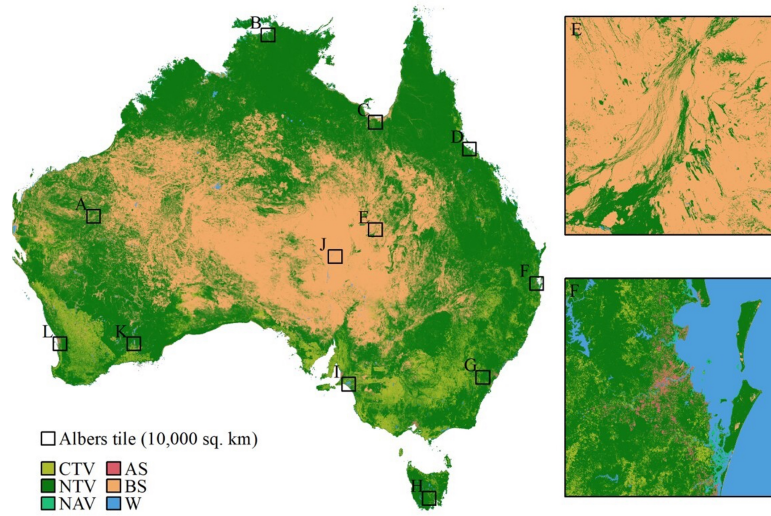 B
E
C
D
A
E
J
F
F
L
K
G
I
Albers tile (10,000 sq. km)
CTV AS
NTV BS
NAV W
H